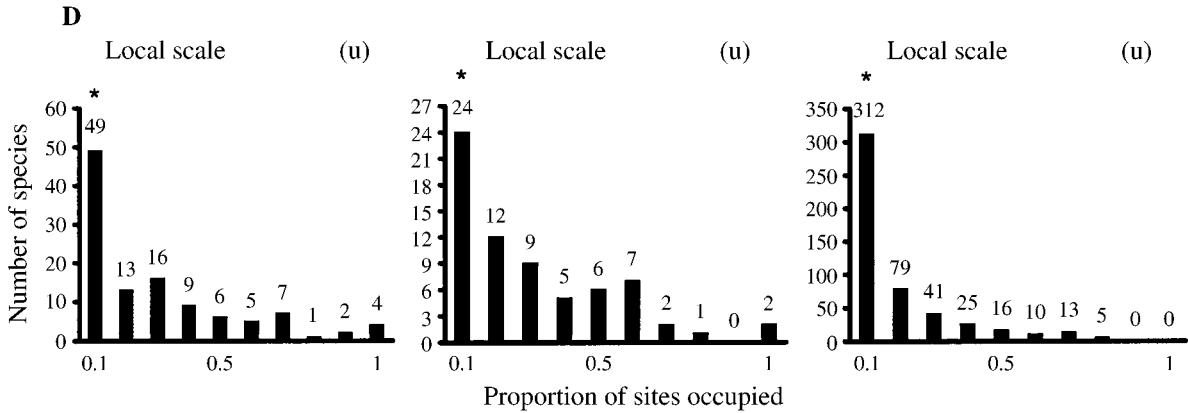 D
Local scale (u)
Local scale (u)
Local scale (u)
* * *
Number of species
60
50
40
30
20
10
0
49 13 16 9 6 5 7 1 2 4
0.1 0.5 1
27
24
21
18
15
12
9
6
3
0
24 12 9 5 6 7 2 1 0 2
0.1 0.5 1
350
300
250
200
150
100
50
0
312 79 41 25 16 10 13 5 0 0
0.1 0.5 1
Proportion of sites occupied